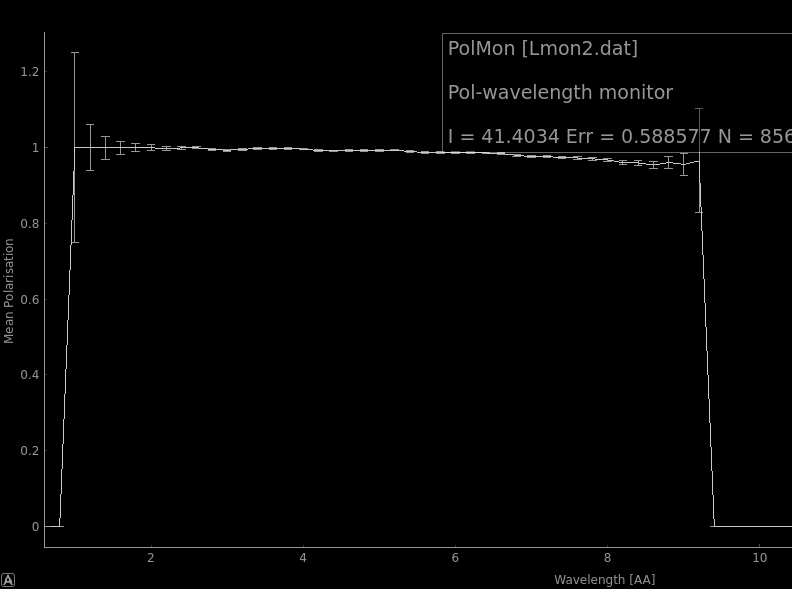 PolMon [Lmon2.dat]
Pol-wavelength monitor
I = 41.4034 Err = 0.588577 N = 856
1.2
1
0.8
0.6
0.4
0.2
0
Mean Polarisation
2 4 6 8 10
Wavelength [AA]
A